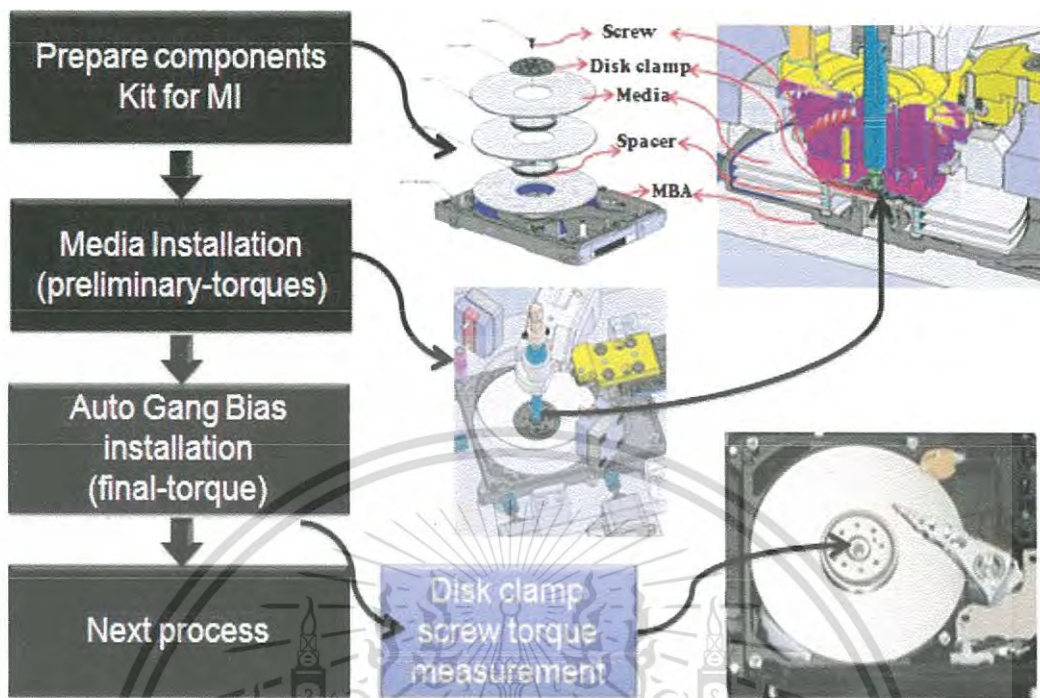 Prepare components
Kit for MI
Screw
Disk clamp
Media
Spacer
MBA
Media Installation
(preliminary-torques)
Auto Gang Bias
installation
(final-torque)
Next process
Disk clamp
screw torque
measurement